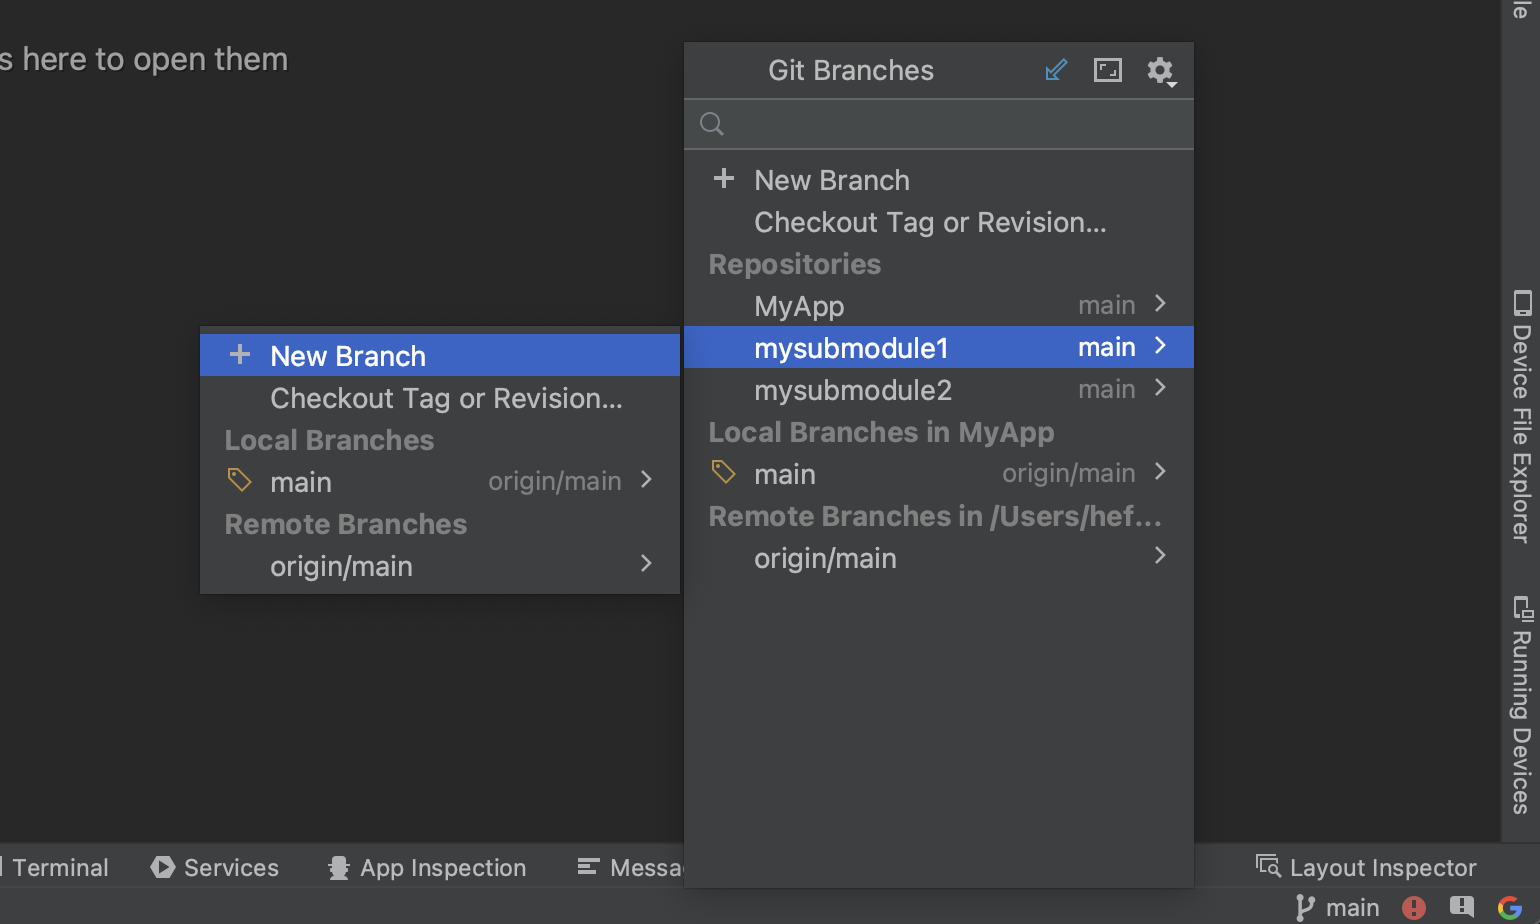 s here to open them
Git Branches
New Branch
Checkout Tag or Revision...
Repositories
MyApp main
mysubmodule1 main
mysubmodule2 main
Local Branches in MyApp
main origin/main
Remote Branches in /Users/hef...
origin/main
New Branch
Checkout Tag or Revision...
Local Branches
main origin/main
Remote Branches
origin/main
le
Device File Explorer
Running Devices
Terminal Services App Inspection Messa Layout Inspector
main